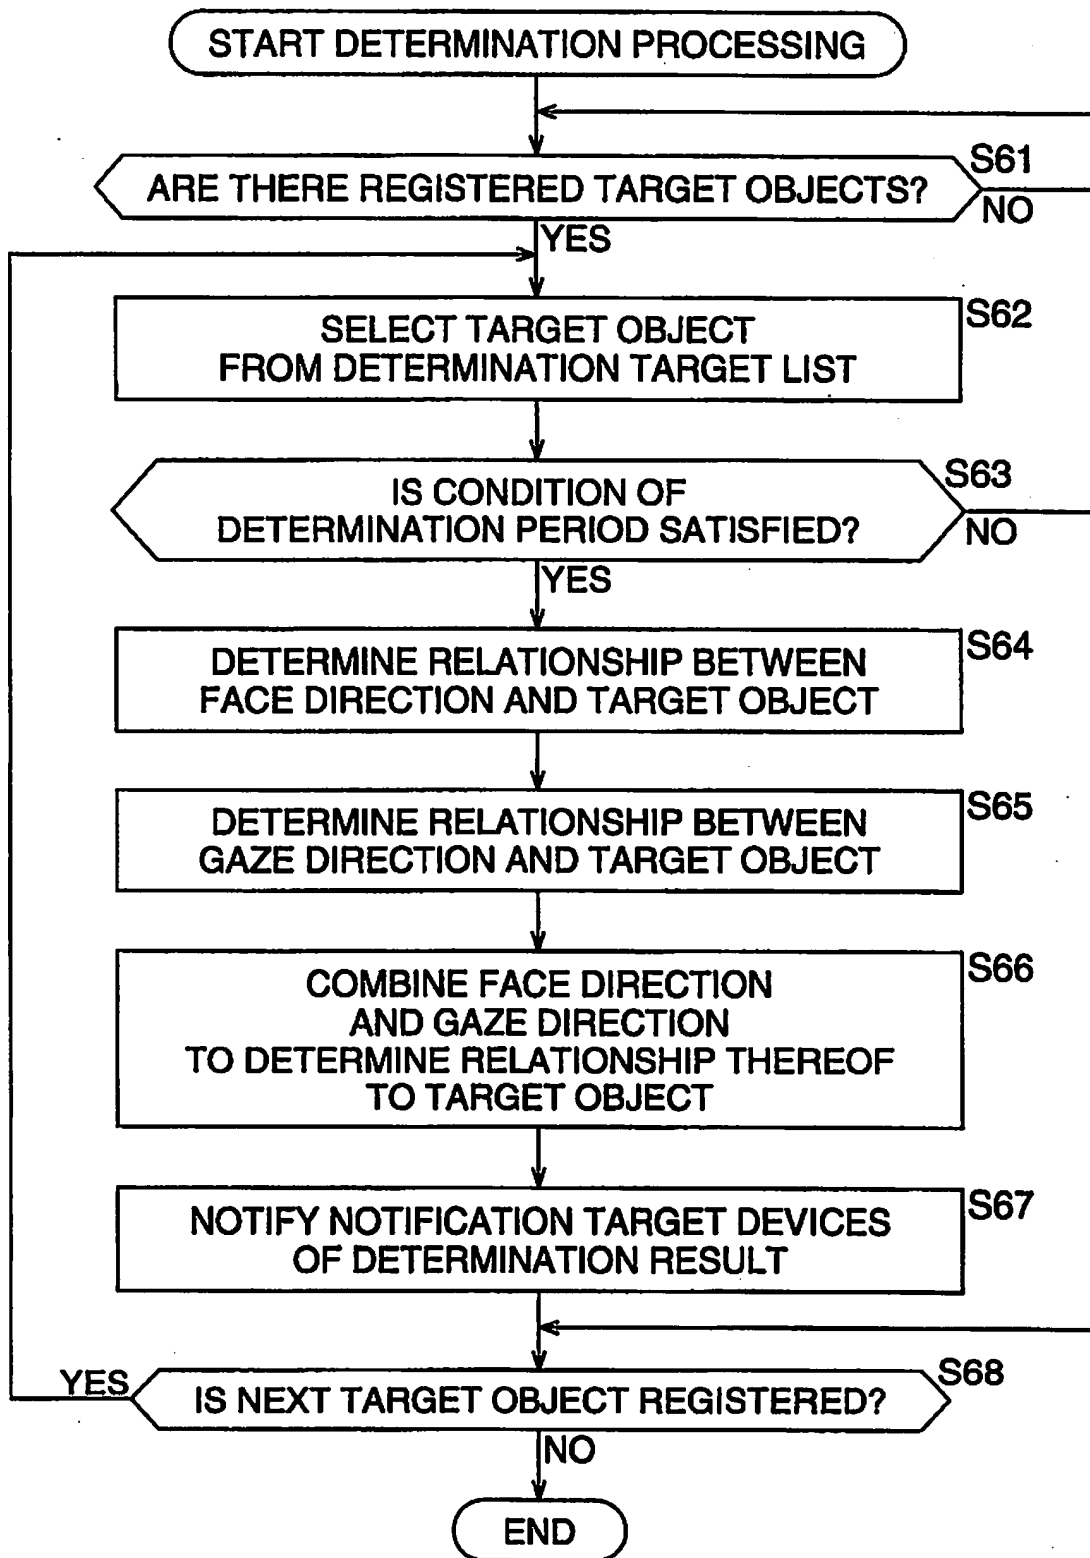 START DETERMINATION PROCESSING
S61
ARE THERE REGISTERED TARGET OBJECTS?
NO
YES
S62
SELECT TARGET OBJECT
FROM DETERMINATION TARGET LIST
S63
IS CONDITION OF
DETERMINATION PERIOD SATISFIED?
NO
YES
S64
DETERMINE RELATIONSHIP BETWEEN
FACE DIRECTION AND TARGET OBJECT
S65
DETERMINE RELATIONSHIP BETWEEN
GAZE DIRECTION AND TARGET OBJECT
S66
COMBINE FACE DIRECTION
AND GAZE DIRECTION
TO DETERMINE RELATIONSHIP THEREOF
TO TARGET OBJECT
S67
NOTIFY NOTIFICATION TARGET DEVICES
OF DETERMINATION RESULT
S68
YES
IS NEXT TARGET OBJECT REGISTERED?
NO
END